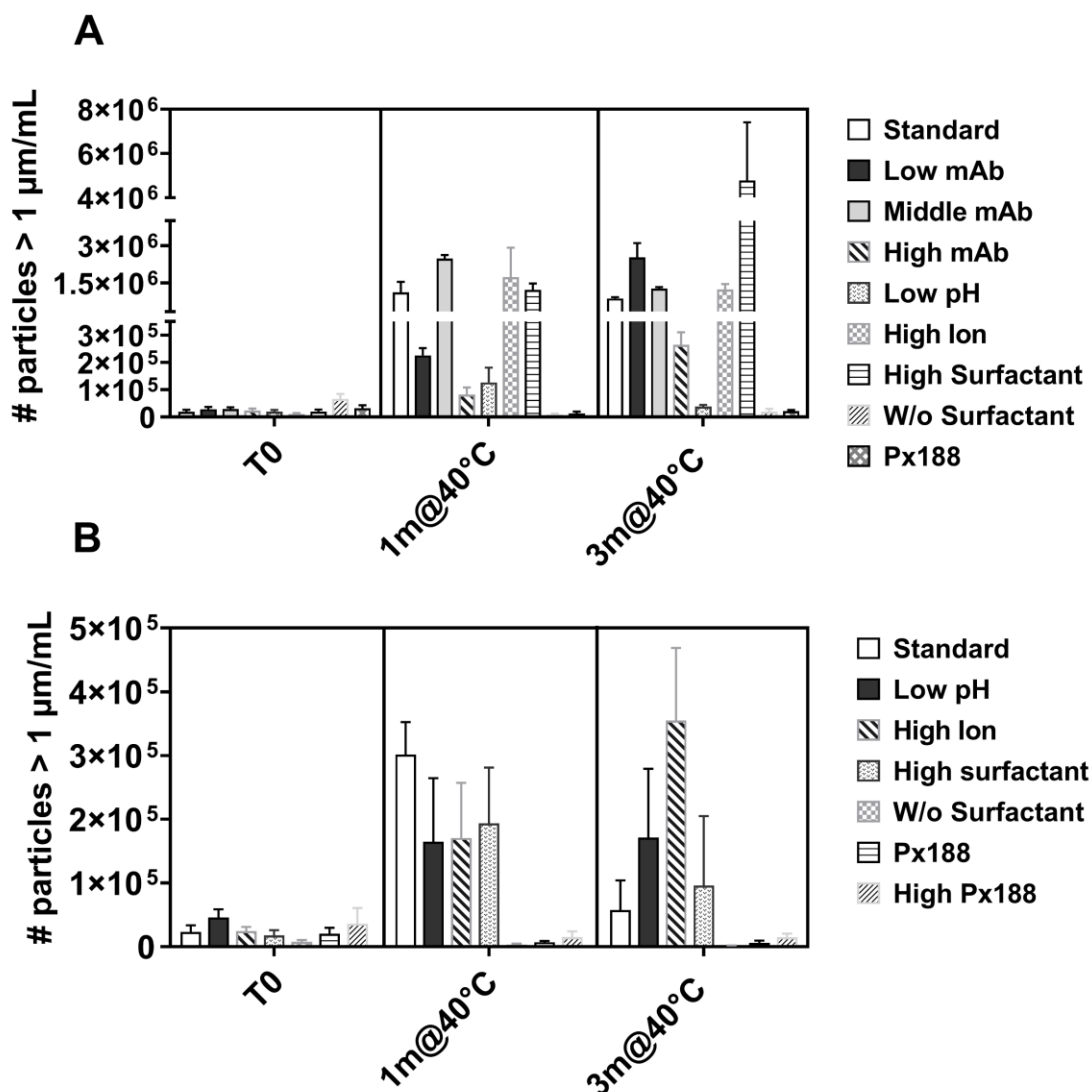 A
# particles > 1 µm/mL
8×10⁶
6×10⁶
4×10⁶
3×10⁶
1.5×10⁶
3×10⁵
2×10⁵
1×10⁵
0
T0
1m@40°C
3m@40°C
Standard
Low mAb
Middle mAb
High mAb
Low pH
High Ion
High Surfactant
W/o Surfactant
Px188
B
# particles > 1 µm/mL
5×10⁵
4×10⁵
3×10⁵
2×10⁵
1×10⁵
0
T0
1m@40°C
3m@40°C
Standard
Low pH
High Ion
High surfactant
W/o Surfactant
Px188
High Px188